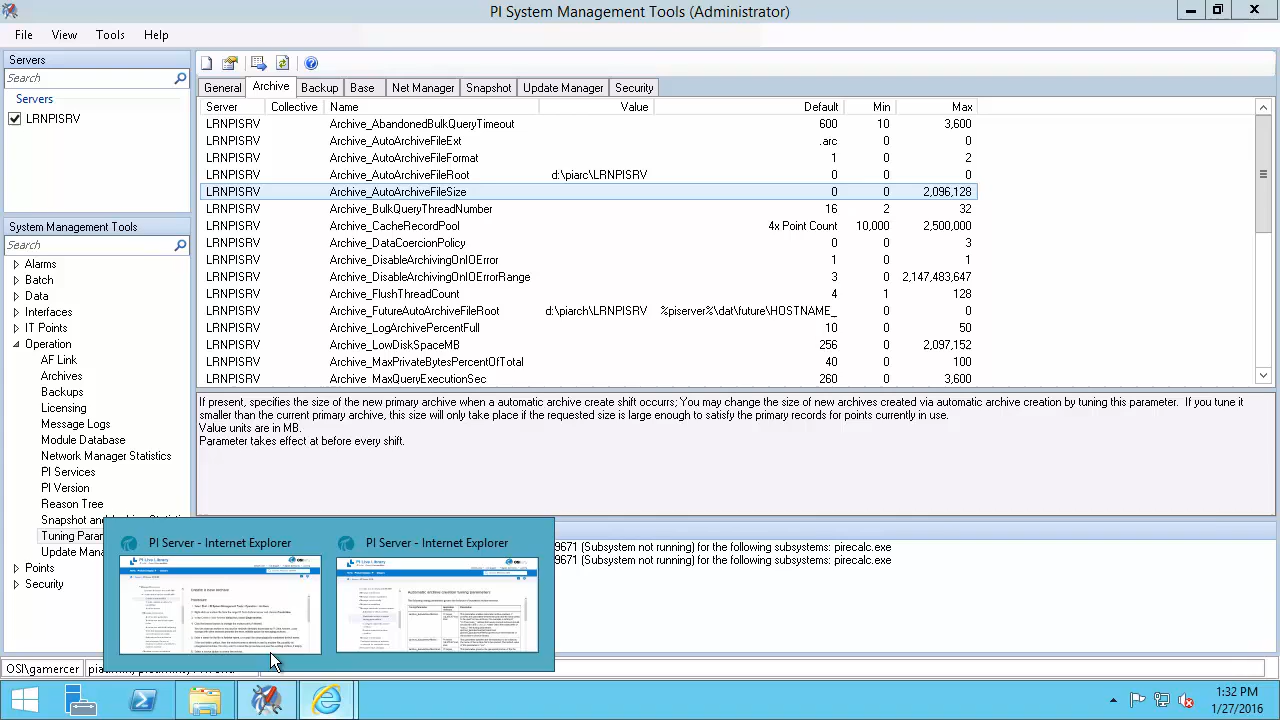 PI System Management Tools (Administrator)
File View Tools Help
Servers
Search
Servers
LRNPISRV
System Management Tools
Search
Alarms
Batch
Data
Interfaces
IT Points
Operation
AF Link
Archives
Backups
Licensing
Message Logs
Module Database
Network Manager Statistics
PI Services
PI Version
Reason Tree
Snapshot and
Tuning Para
Update Mana
Security
General Archive Backup Base Net Manager Snapshot Update Manager Security
Server Collective Name Value Default Min Max
LRNPISRV Archive_AbandonedBulkQueryTimeout 600 10 3,600
LRNPISRV Archive_AutoArchiveFileExt .arc 0 0
LRNPISRV Archive_AutoArchiveFileFormat 1 0 2
LRNPISRV Archive_AutoArchiveFileRoot d:\piarc\LRNPISRV 0 0
LRNPISRV Archive_AutoArchiveFileSize 0 0 2,096,128
LRNPISRV Archive_BulkQueryThreadNumber 16 2 32
LRNPISRV Archive_CacheRecordPool 4x Point Count 10,000 2,500,000
LRNPISRV Archive_DataCoercionPolicy 0 0 3
LRNPISRV Archive_DisableArchivingOnIOError 1 0 1
LRNPISRV Archive_DisableArchivingOnIOErrorRange 3 0 2,147,483,647
LRNPISRV Archive_FlushThreadCount 4 1 128
LRNPISRV Archive_FutureAutoArchiveFileRoot d:\piarch\LRNPISRV %piserver%\dat\future\HOSTNAME_ 0 0
LRNPISRV Archive_LogArchivePercentFull 10 0 50
LRNPISRV Archive_LowDiskSpaceMB 256 0 2,097,152
LRNPISRV Archive_MaxPrivateBytesPercentOfTotal 40 0 100
LRNPISRV Archive_MaxQueryExecutionSec 260 0 3,600
If present, specifies the size of the new primary archive when a automatic archive create shift occurs; You may change the size of new archives created via automatic archive creation by tuning this parameter. If you tune it
smaller than the current primary archive, this size will only take place if the requested size is large enough to satisfy the primary records for points currently in use.
Value units are in MB.
Parameter takes effect at before every shift.
8671 (Subsystem not running) for the following subsystems:
8671 (Subsystem not running) for the following subsystems:
PI Server - Internet Explorer PI Server - Internet Explorer
Automatic archive creation tuning parameters
1:32 PM
1/27/2016